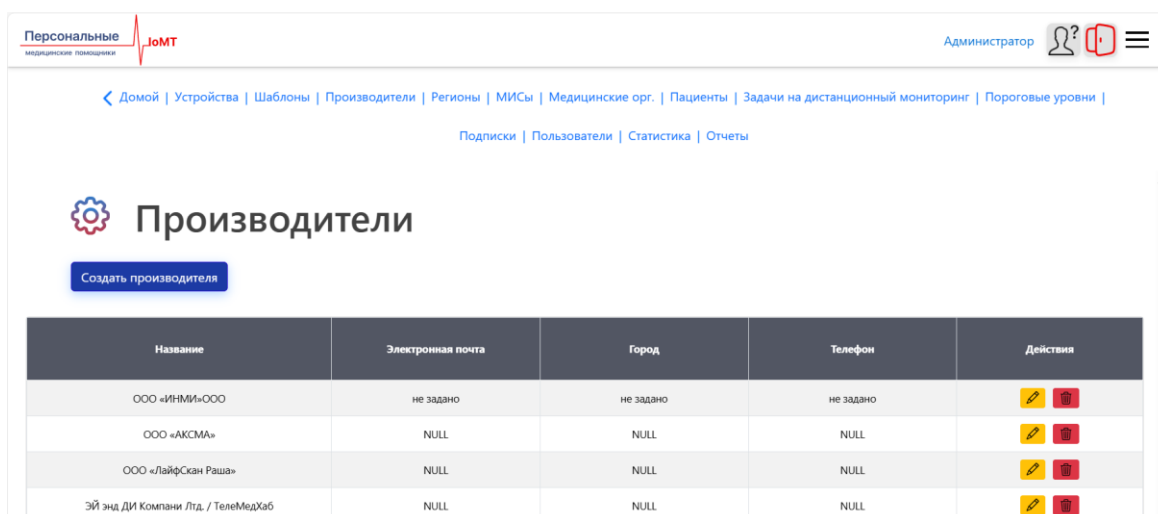 Персональные
медицинские помощники
IoMT
Администратор
?
Домой | Устройства | Шаблоны | Производители | Регионы | МИСы | Медицинские орг. | Пациенты | Задачи на дистанционный мониторинг | Пороговые уровни |
Подписки | Пользователи | Статистика | Отчеты
Производители
Создать производителя
Название Электронная почта Город Телефон Действия
ООО «ИНМИ»ООО не задано не задано не задано
ООО «АКСМА» NULL NULL NULL
ООО «ЛайфСкан Раша» NULL NULL NULL
ЭЙ энд ДИ Компани Лтд. / ТелеМедХаб NULL NULL NULL